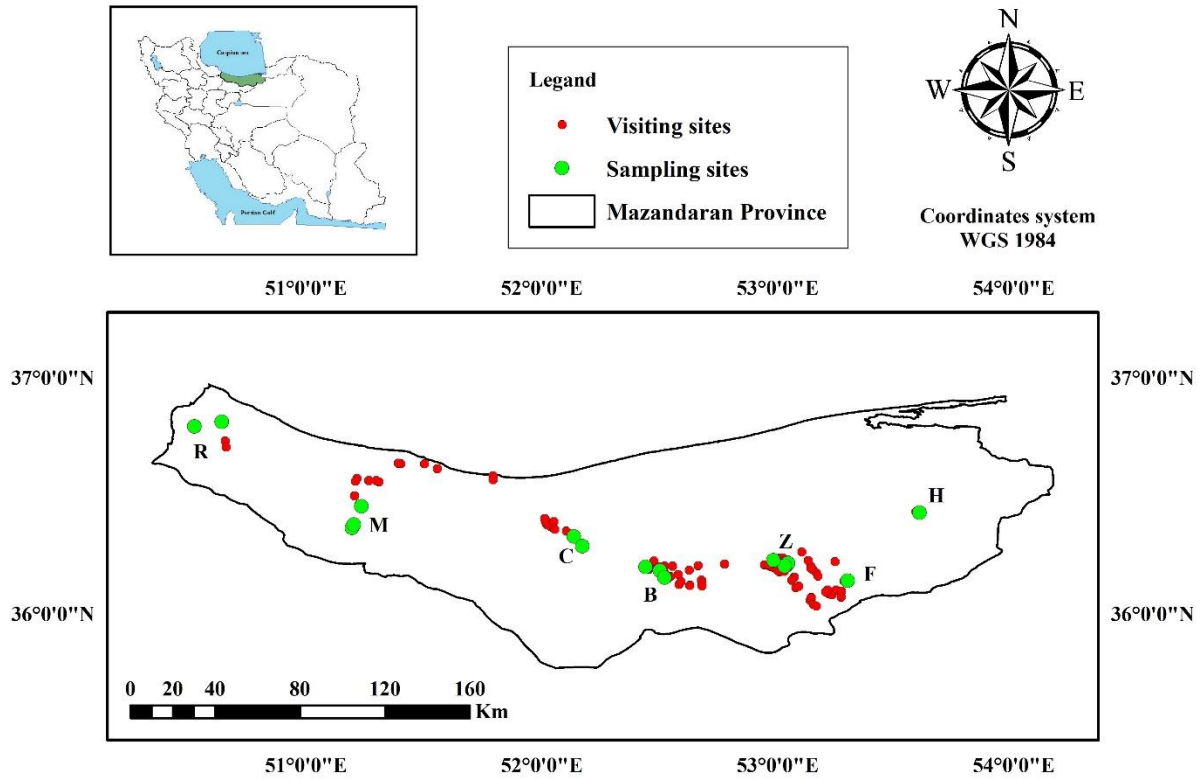 Caspian sea
Persian Gulf
Legand
Visiting sites
Sampling sites
Mazandaran Province
N
W E
S
Coordinates system
WGS 1984
51°0'0"E 52°0'0"E 53°0'0"E 54°0'0"E
37°0'0"N 37°0'0"N
R
M
C
B
Z
F
H
36°0'0"N 36°0'0"N
0 20 40 80 120 160
Km
51°0'0"E 52°0'0"E 53°0'0"E 54°0'0"E